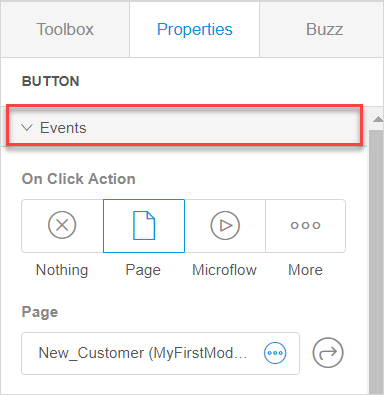 Toolbox Properties Buzz
BUTTON
Events
On Click Action
Nothing Page Microflow More
Page
New_Customer (MyFirstMod...